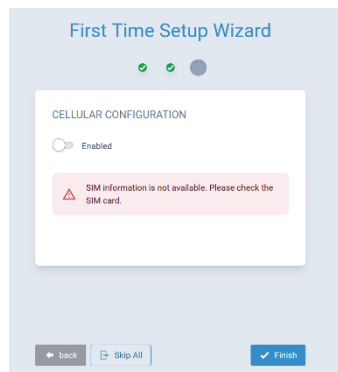 First Time Setup Wizard
CELLULAR CONFIGURATION
Enabled
SIM information is not available. Please check the
SIM card.
back
Skip All
Finish